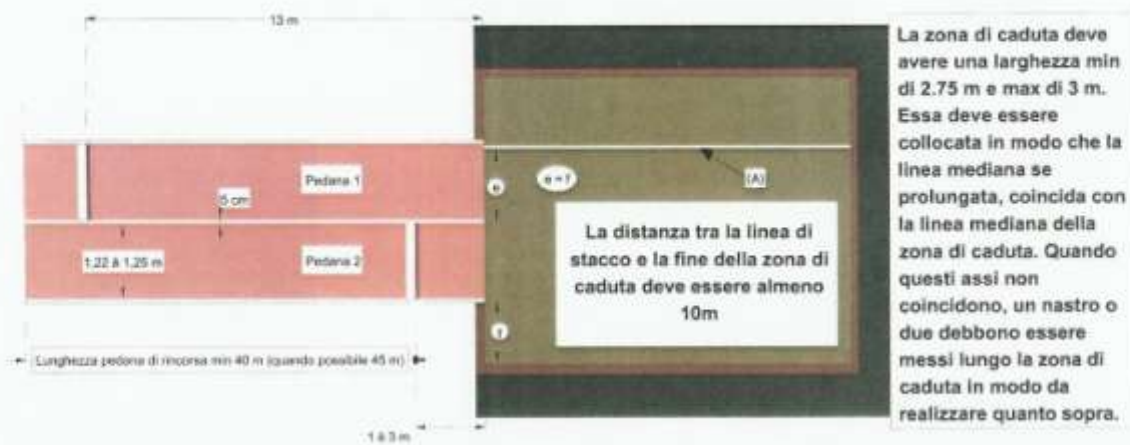 13 m
La zona di caduta deve
avere una larghezza min
di 2.75 m e max di 3 m.
Essa deve essere
collocata in modo che la
linea mediana se
prolungata, coincida con
la linea mediana della
zona di caduta. Quando
questi assi non
coincidono, un nastro o
due debbono essere
messi lungo la zona di
caduta in modo da
realizzare quanto sopra.
Pedana 1
e
e = f
(A)
5 cm
La distanza tra la linea di
stacco e la fine della zona di
caduta deve essere almeno
10m
1,22 à 1,25 m
Pedana 2
f
Lunghezza pedana di rincorsa min 40 m (quando possibile 45 m)
1 à 3 m